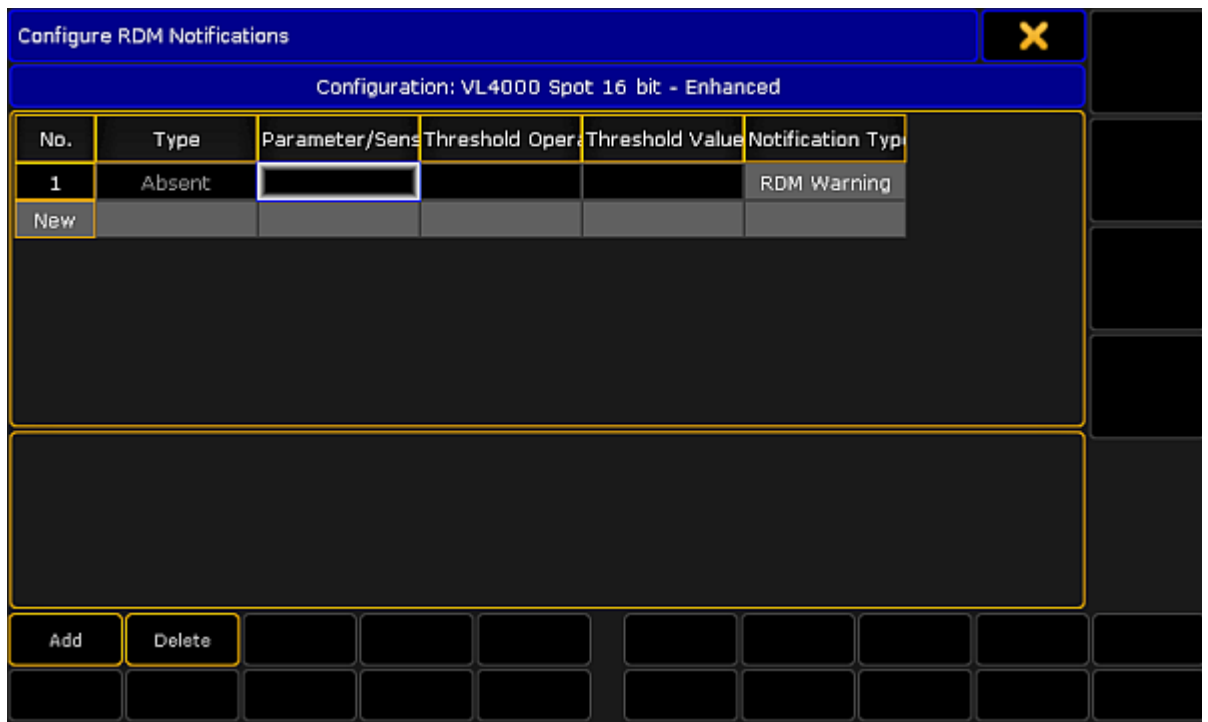 Configure RDM Notifications
Configuration: VL4000 Spot 16 bit - Enhanced
No. Type Parameter/Sens Threshold Opera Threshold Value Notification Typ
1 Absent RDM Warning
New
Add Delete